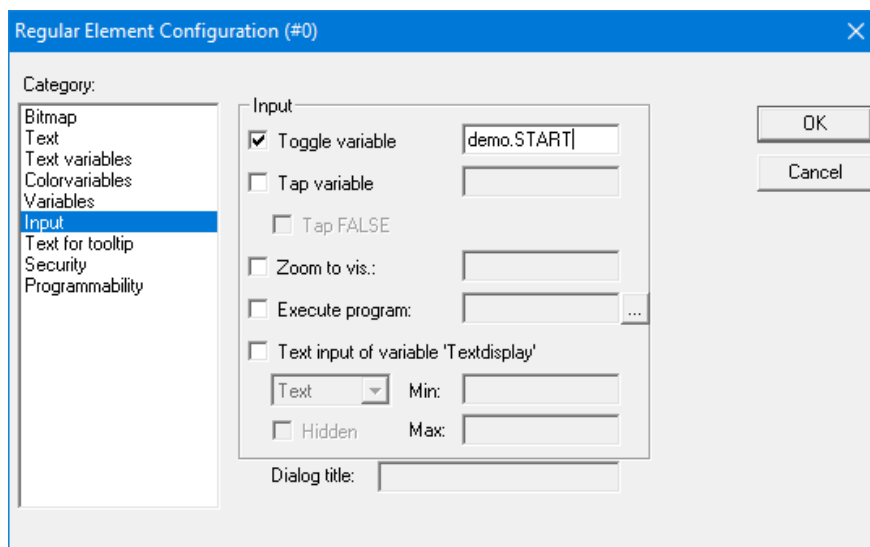 Regular Element Configuration (#0)
Category:
Bitmap
Text
Text variables
Colorvariables
Variables
Input
Text for tooltip
Security
Programmability
Input
Toggle variable demo.START
Tap variable
Tap FALSE
Zoom to vis.:
Execute program: ...
Text input of variable 'Textdisplay'
Text Min:
Hidden Max:
Dialog title:
OK
Cancel